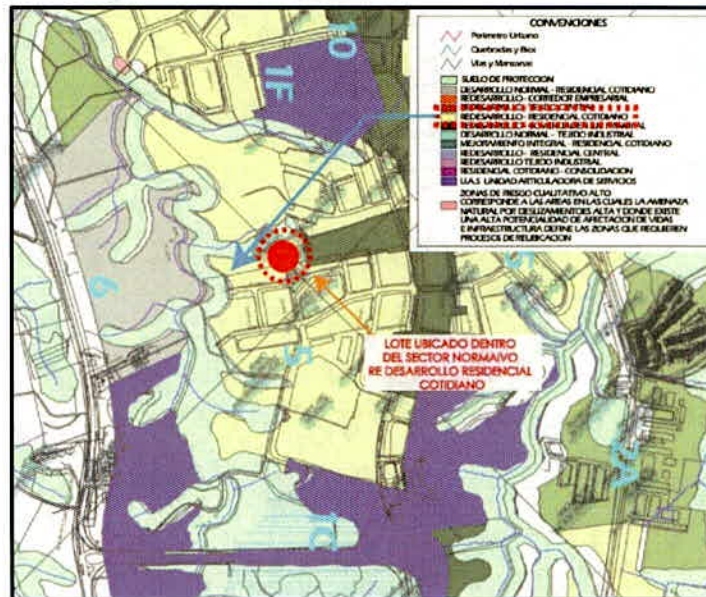 CONVENCIONES
Perimetro Urbano
Quebradas y Rios
Vias y Manzanas
SUELO DE PROTECCION
DESARROLLO NORMAL - RESIDENCIAL COTIDIANO
REDESARROLLO - CORREDOR EMPRESARIAL
REDESARROLLO - RESIDENCIAL COTIDIANO
DESARROLLO NORMAL - TEJIDO INDUSTRIAL
MEJORAMIENTO INTEGRAL - RESIDENCIAL COTIDIANO
REDESARROLLO - RESIDENCIAL CENTRAL
REDESARROLLO TEJIDO INDUSTRIAL
RESIDENCIAL COTIDIANO - CONSOLIDACION
U.A.S UNIDAD ARTICULADORA DE SERVICIOS
ZONAS DE RIESGO CUALITATIVO ALTO
CORRESPONDE A LAS AREAS EN LAS CUALES LA AMENAZA
NATURAL POR DESLIZAMIENTO ES ALTA Y DONDE EXISTE
UNA ALTA POTENCIALIDAD DE AFECTACION DE VIDAS
E INFRAESTRUCTURA DEFINE LAS ZONAS QUE REQUIEREN
PROCESOS DE REUBICACION
10
1F
6
5
5
LOTE UBICADO DENTRO
DEL SECTOR NORMAIVO
RE DESARROLLO RESIDENCIAL
COTIDIANO
2A
1C